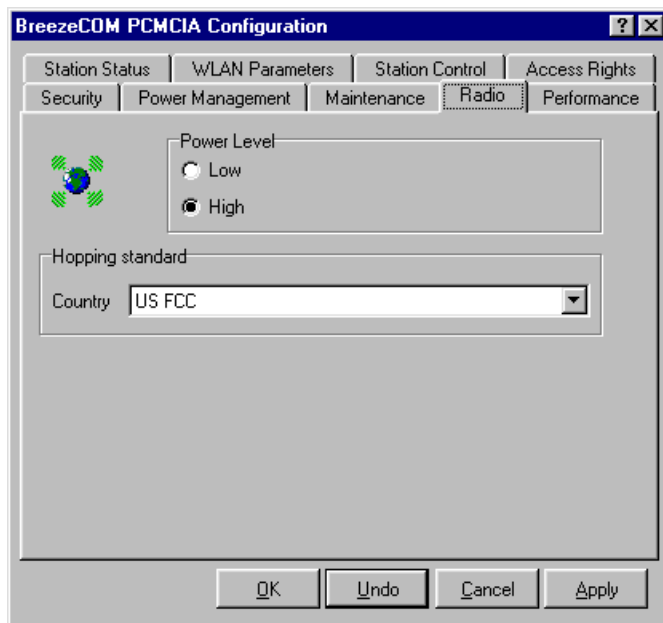 BreezeCOM PCMCIA Configuration
Station Status WLAN Parameters Station Control Access Rights
Security Power Management Maintenance Radio Performance
Power Level
Low
High
Hopping standard
Country US FCC
OK Undo Cancel Apply